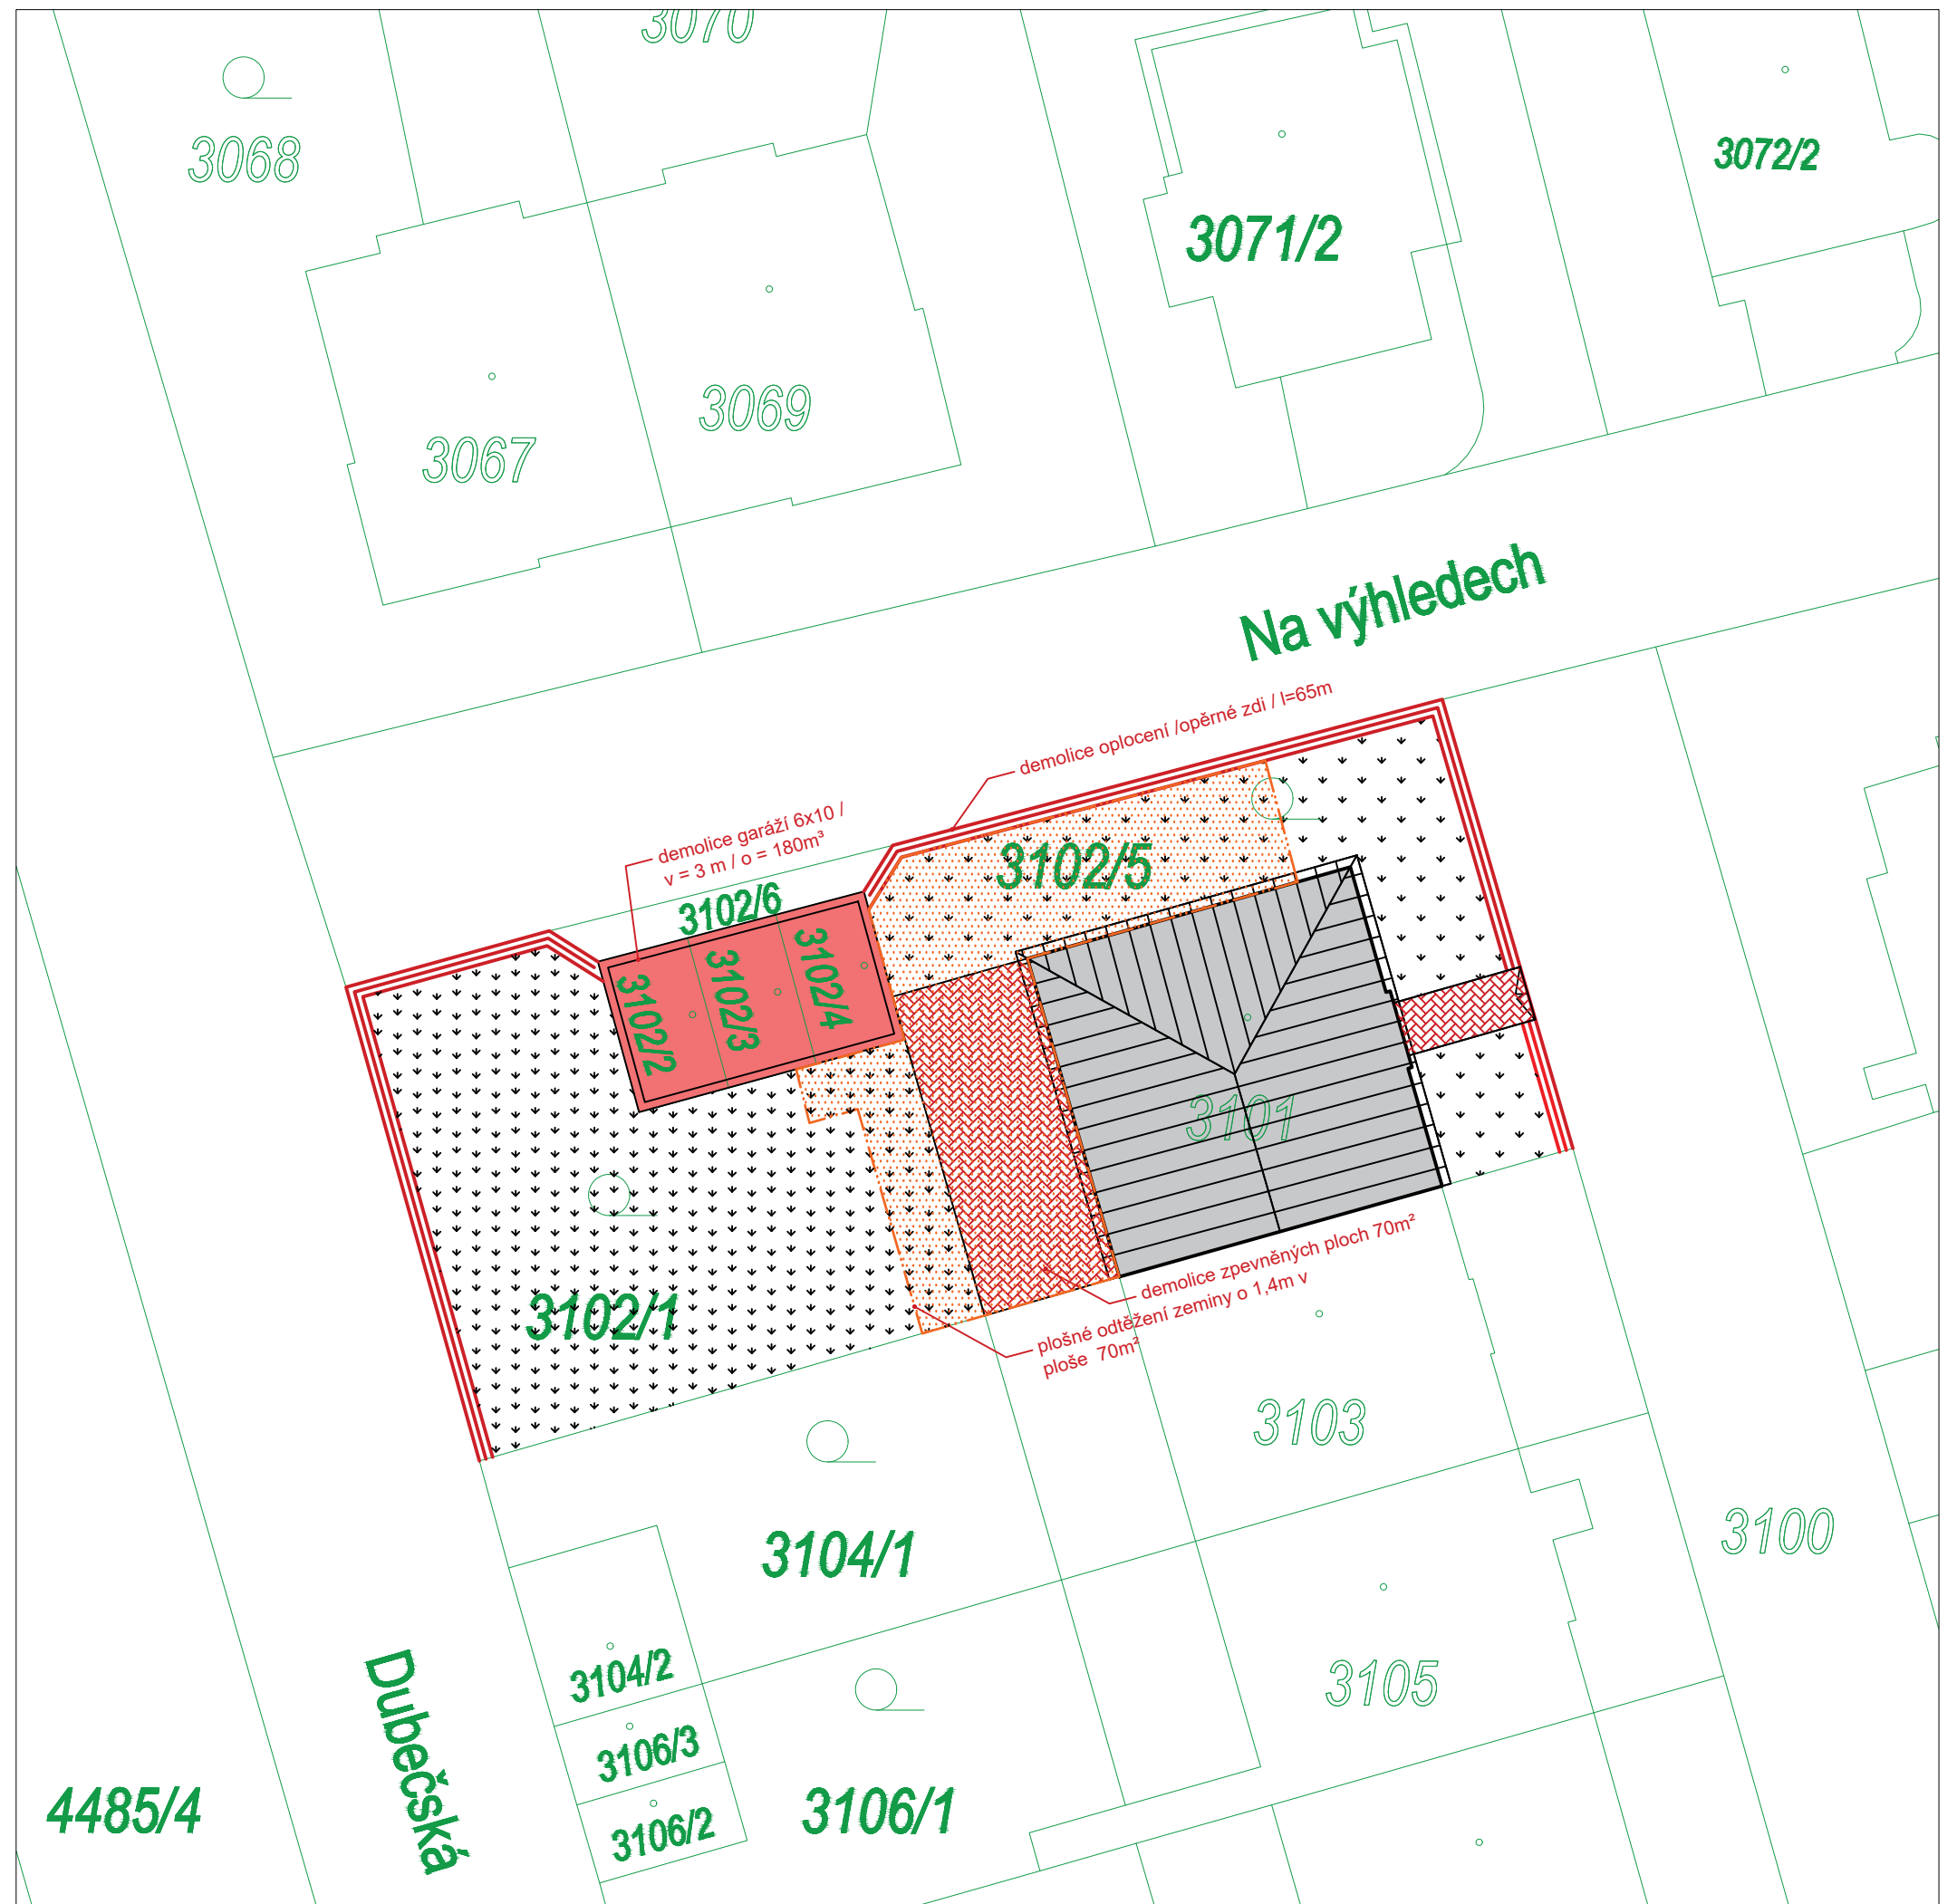 3070
3068
3072/2
3071/2
3069
3067
Na výhledech
demolice oplocení /opěrné zdi / l=65m
demolice garáží 6x10 /
v = 3 m / o = 180m³
3102/5
3102/6
3102/4
3102/3
3102/2
3101
demolice zpevněných ploch 70m²
plošné odtěžení zeminy o 1,4m v
ploše 70m²
3102/1
3103
3100
3104/1
3105
3104/2
3106/3
3106/2
3106/1
Dubečská
4485/4